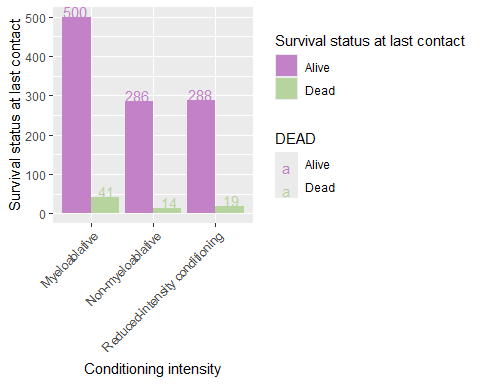 Survival status at last contact
500
400
300
200
100
0
500
41
286
14
288
19
Myeloablative
Non-myeloablative
Reduced-intensity conditioning
Conditioning intensity
Survival status at last contact
Alive
Dead
DEAD
a Alive
a Dead